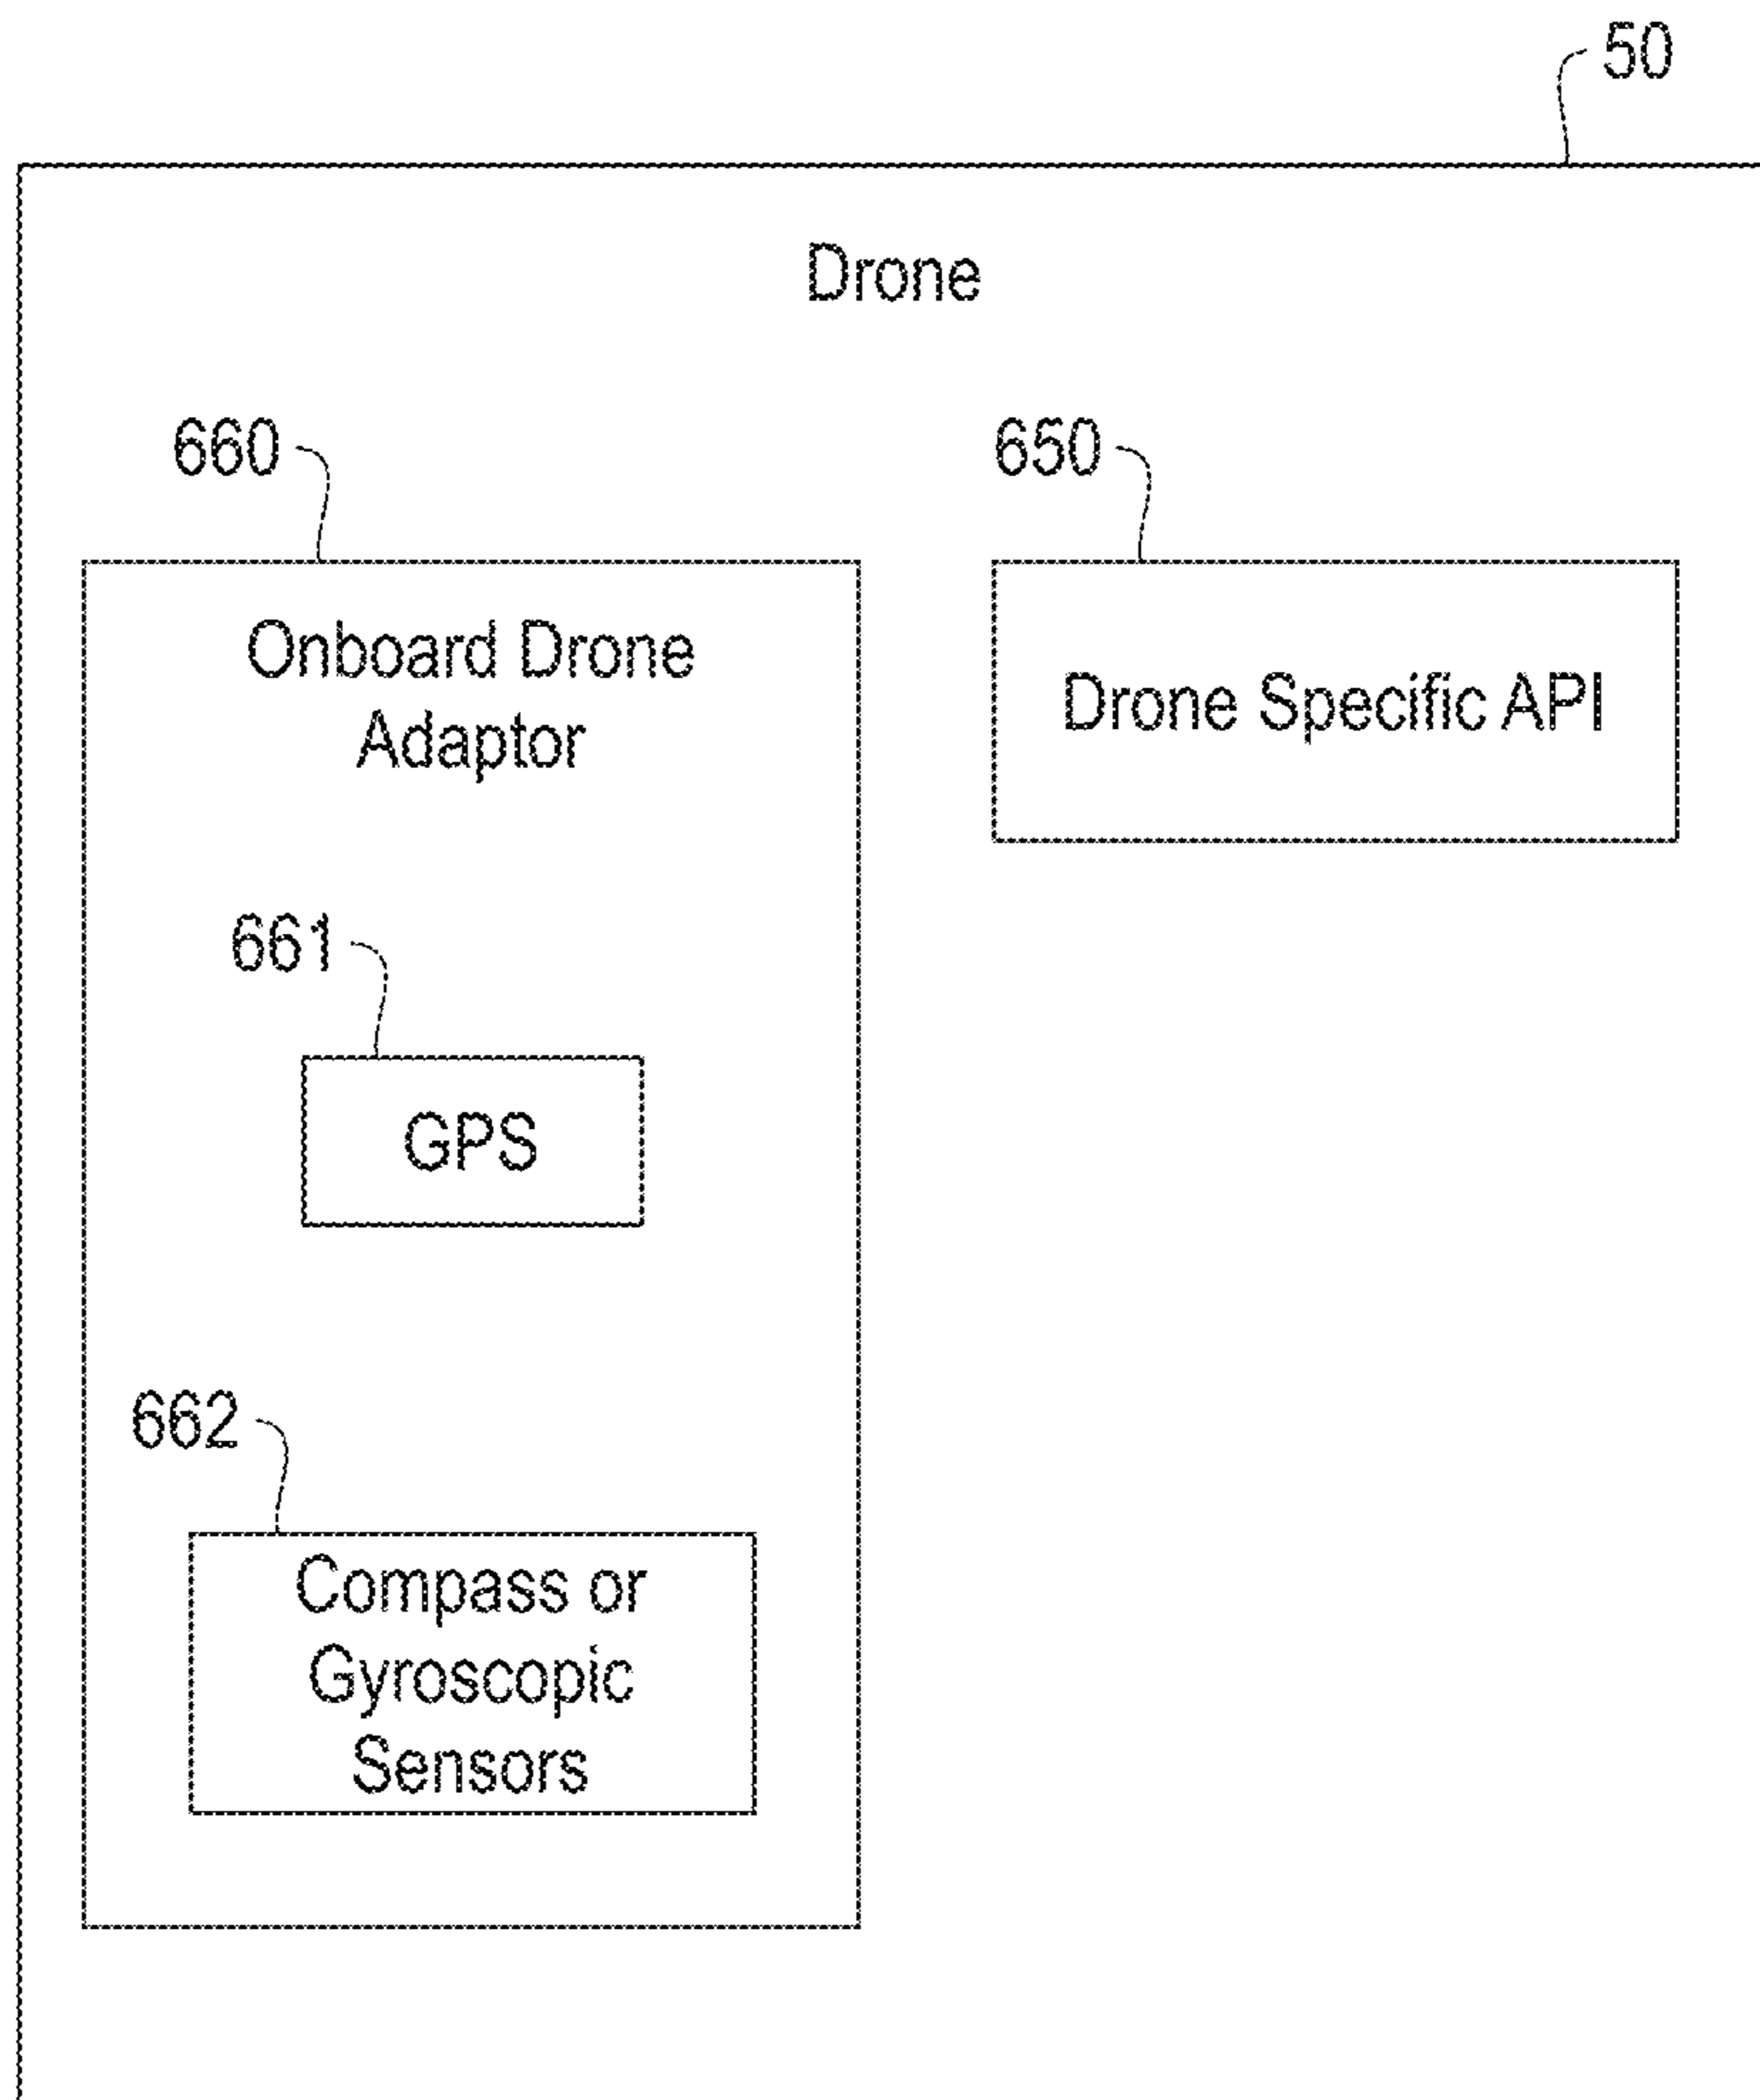 50
Drone
660
650
Onboard Drone
Adaptor
Drone Specific API
661
GPS
662
Compass or
Gyroscopic
Sensors